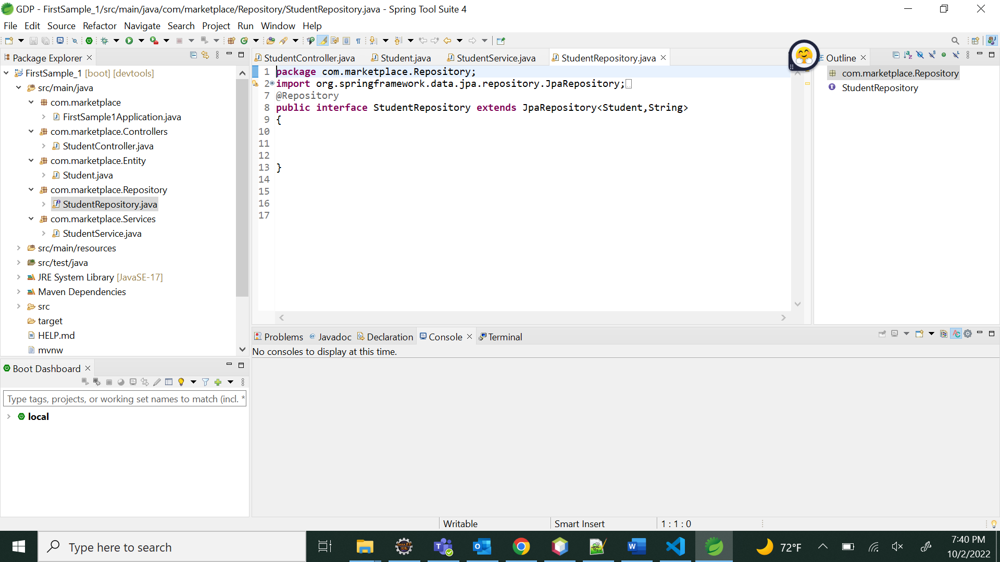 GDP - FirstSample_1/src/main/java/com/marketplace/Repository/StudentRepository.java - Spring Tool Suite 4
File Edit Source Refactor Navigate Search Project Run Window Help
Package Explorer
FirstSample_1 [boot] [devtools]
src/main/java
com.marketplace
FirstSample1Application.java
com.marketplace.Controllers
StudentController.java
com.marketplace.Entity
Student.java
com.marketplace.Repository
StudentRepository.java
com.marketplace.Services
StudentService.java
src/main/resources
src/test/java
JRE System Library [JavaSE-17]
Maven Dependencies
src
target
HELP.md
mvnw
Boot Dashboard
Type tags, projects, or working set names to match (incl. *
local
StudentController.java Student.java StudentService.java StudentRepository.java
1 package com.marketplace.Repository;
2 import org.springframework.data.jpa.repository.JpaRepository;
7 @Repository
8 public interface StudentRepository extends JpaRepository<Student,String>
9 {
10
11
12
13 }
14
15
16
17
Outline
com.marketplace.Repository
StudentRepository
Problems Javadoc Declaration Console Terminal
No consoles to display at this time.
Writable Smart Insert 1 : 1 : 0
Type here to search
72°F
7:40 PM
10/2/2022